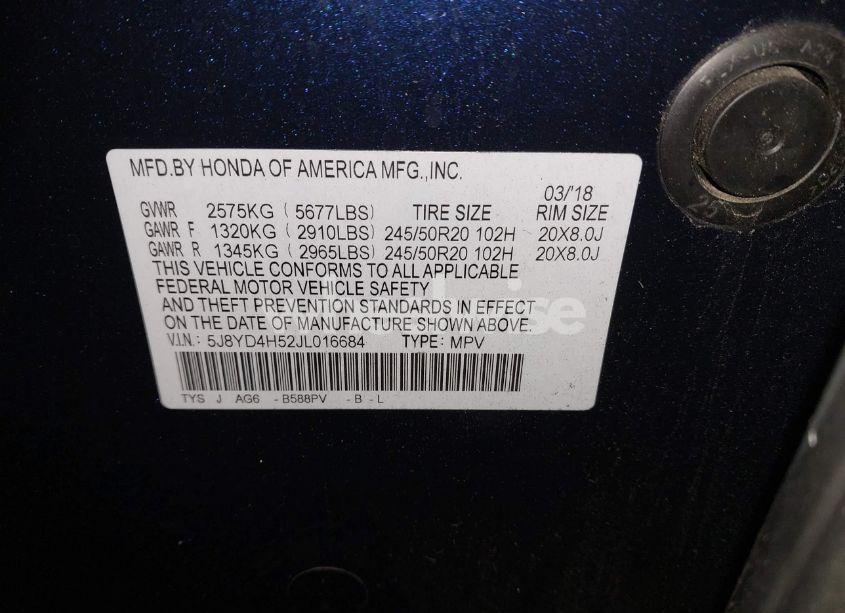 MFD.BY HONDA OF AMERICA MFG.,INC.
03/'18
GVWR 2575KG ( 5677LBS) TIRE SIZE RIM SIZE
GAWR F 1320KG ( 2910LBS) 245/50R20 102H 20X8.0J
GAWR R 1345KG ( 2965LBS) 245/50R20 102H 20X8.0J
THIS VEHICLE CONFORMS TO ALL APPLICABLE
FEDERAL MOTOR VEHICLE SAFETY
AND THEFT PREVENTION STANDARDS IN EFFECT
ON THE DATE OF MANUFACTURE SHOWN ABOVE.
V.I.N.: 5J8YD4H52JL016684 TYPE: MPV
TYS J AG6 - B588PV - B - L